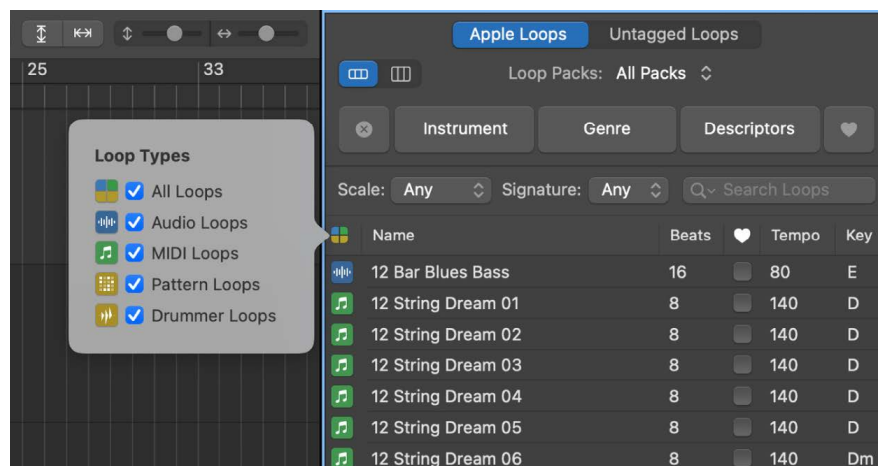 Apple Loops Untagged Loops
25 33
Loop Packs: All Packs
Instrument Genre Descriptors
Loop Types
All Loops
Audio Loops
MIDI Loops
Pattern Loops
Drummer Loops
Scale: Any Signature: Any Search Loops
Name Beats Tempo Key
12 Bar Blues Bass 16 80 E
12 String Dream 01 8 140 D
12 String Dream 02 8 140 D
12 String Dream 03 8 140 D
12 String Dream 04 8 140 D
12 String Dream 05 8 140 D
12 String Dream 06 8 140 Dm